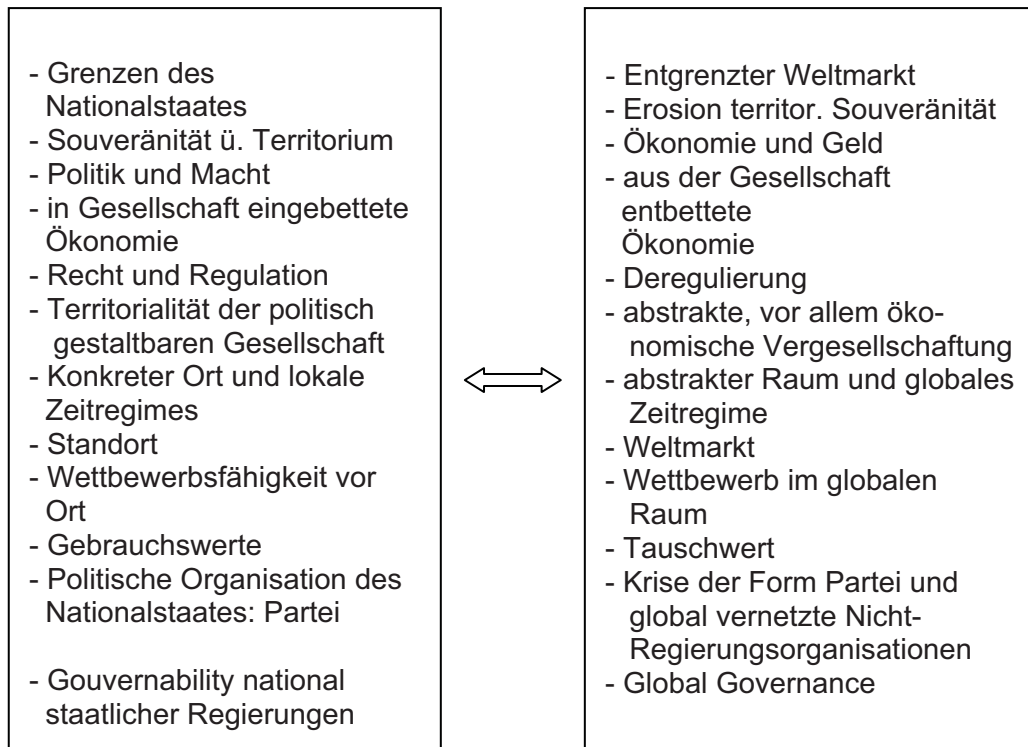 - Grenzen des
Nationalstaates
- Souveränität ü. Territorium
- Politik und Macht
- in Gesellschaft eingebettete
Ökonomie
- Recht und Regulation
- Territorialität der politisch
gestaltbaren Gesellschaft
- Konkreter Ort und lokale
Zeitregimes
- Standort
- Wettbewerbsfähigkeit vor
Ort
- Gebrauchswerte
- Politische Organisation des
Nationalstaates: Partei
- Gouvernability national
staatlicher Regierungen
- Entgrenzter Weltmarkt
- Erosion territor. Souveränität
- Ökonomie und Geld
- aus der Gesellschaft
entbettete
Ökonomie
- Deregulierung
- abstrakte, vor allem öko-
nomische Vergesellschaftung
- abstrakter Raum und globales
Zeitregime
- Weltmarkt
- Wettbewerb im globalen
Raum
- Tauschwert
- Krise der Form Partei und
global vernetzte Nicht-
Regierungsorganisationen
- Global Governance